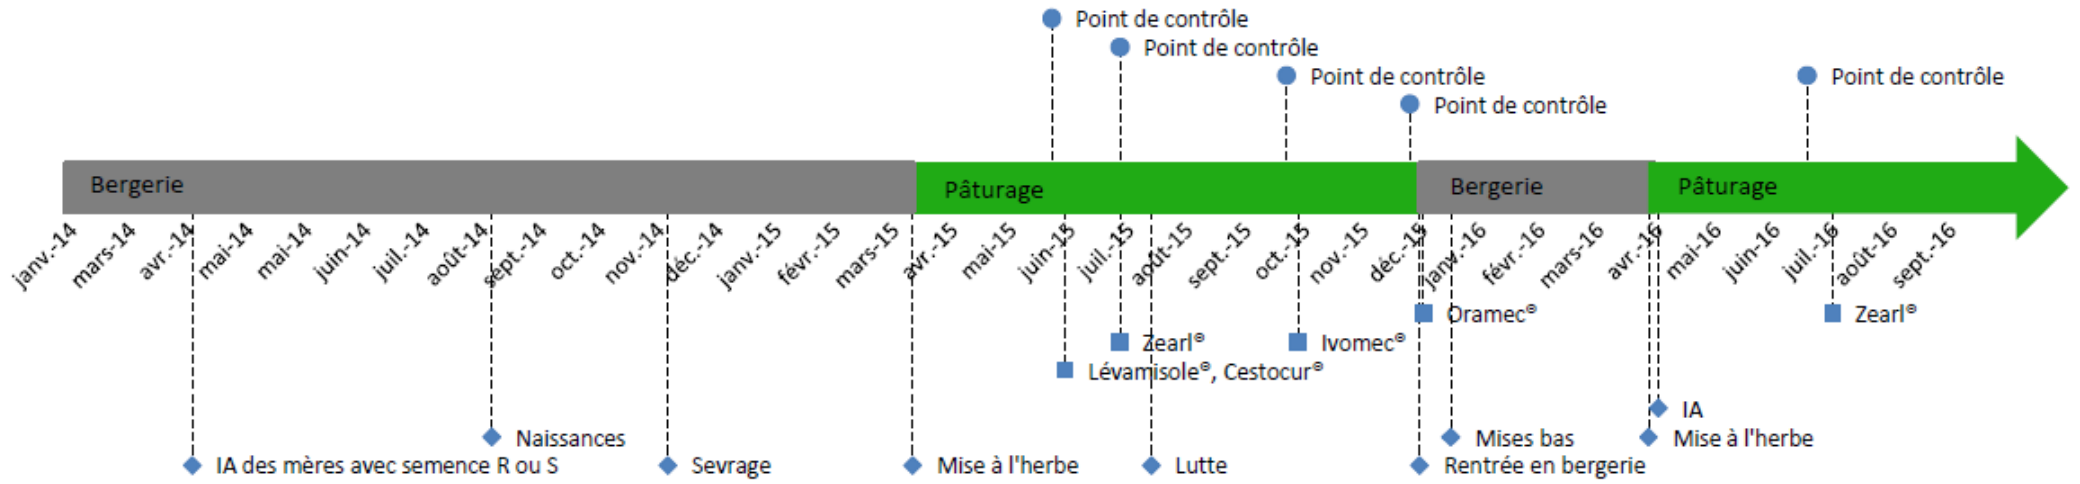 Point de contrôle
Point de contrôle
Point de contrôle
Point de contrôle
Point de contrôle
Bergerie
Pâturage
Bergerie
Pâturage
janv.-14
mars-14
avr.-14
mai-14
mai-14
juin-14
juil.-14
août-14
sept.-14
oct.-14
nov.-14
déc.-14
janv.-15
févr.-15
mars-15
avr.-15
mai-15
juin-15
juil.-15
août-15
sept.-15
oct.-15
nov.-15
déc.-15
janv.-16
févr.-16
mars-16
avr.-16
mai-16
juin-16
juil.-16
août-16
sept.-16
Oramec®
Zearl®
Zearl®
Ivomec®
Lévamisole®, Cestocur®
IA
Naissances
Mises bas
Mise à l'herbe
IA des mères avec semence R ou S
Sevrage
Mise à l'herbe
Lutte
Rentrée en bergerie